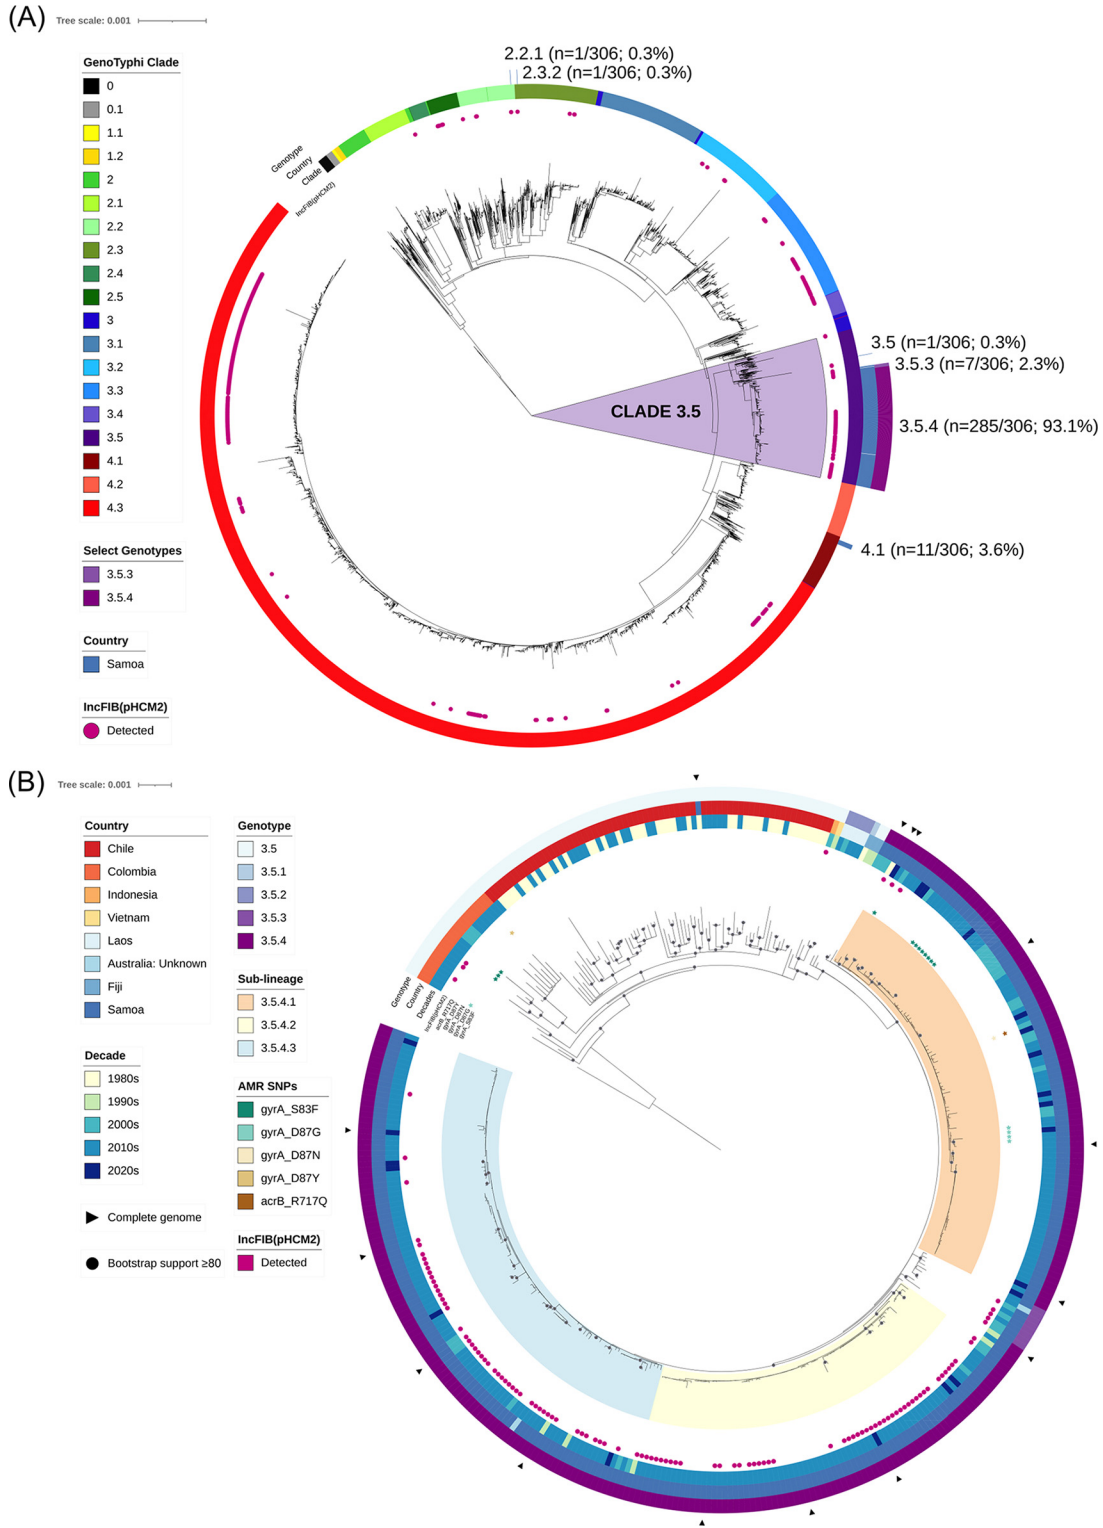 (A)
Tree scale: 0.001
2.2.1 (n=1/306; 0.3%)
2.3.2 (n=1/306; 0.3%)
GenoTyphi Clade
0
0.1
1.1
1.2
2
2.1
2.2
2.3
2.4
2.5
3
3.1
3.2
3.3
3.4
3.5
4.1
4.2
4.3
Genotype
Country
Clade
IncFIB(pHCM2)
3.5 (n=1/306; 0.3%)
3.5.3 (n=7/306; 2.3%)
CLADE 3.5
3.5.4 (n=285/306; 93.1%)
4.1 (n=11/306; 3.6%)
Select Genotypes
3.5.3
3.5.4
Country
Samoa
IncFIB(pHCM2)
Detected
(B)
Tree scale: 0.001
Country
Chile
Colombia
Indonesia
Vietnam
Laos
Australia: Unknown
Fiji
Samoa
Genotype
3.5
3.5.1
3.5.2
3.5.3
3.5.4
Sub-lineage
3.5.4.1
3.5.4.2
3.5.4.3
Decade
1980s
1990s
2000s
2010s
2020s
AMR SNPs
gyrA_S83F
gyrA_D87G
gyrA_D87N
gyrA_D87Y
acrB_R717Q
Complete genome
Bootstrap support ≥80
IncFIB(pHCM2)
Detected
Genotype
Country
Decades
IncFIB(pHCM2)
acrB_R717Q
gyrA_D87Y
gyrA_D87N
gyrA_D87G
gyrA_S83F